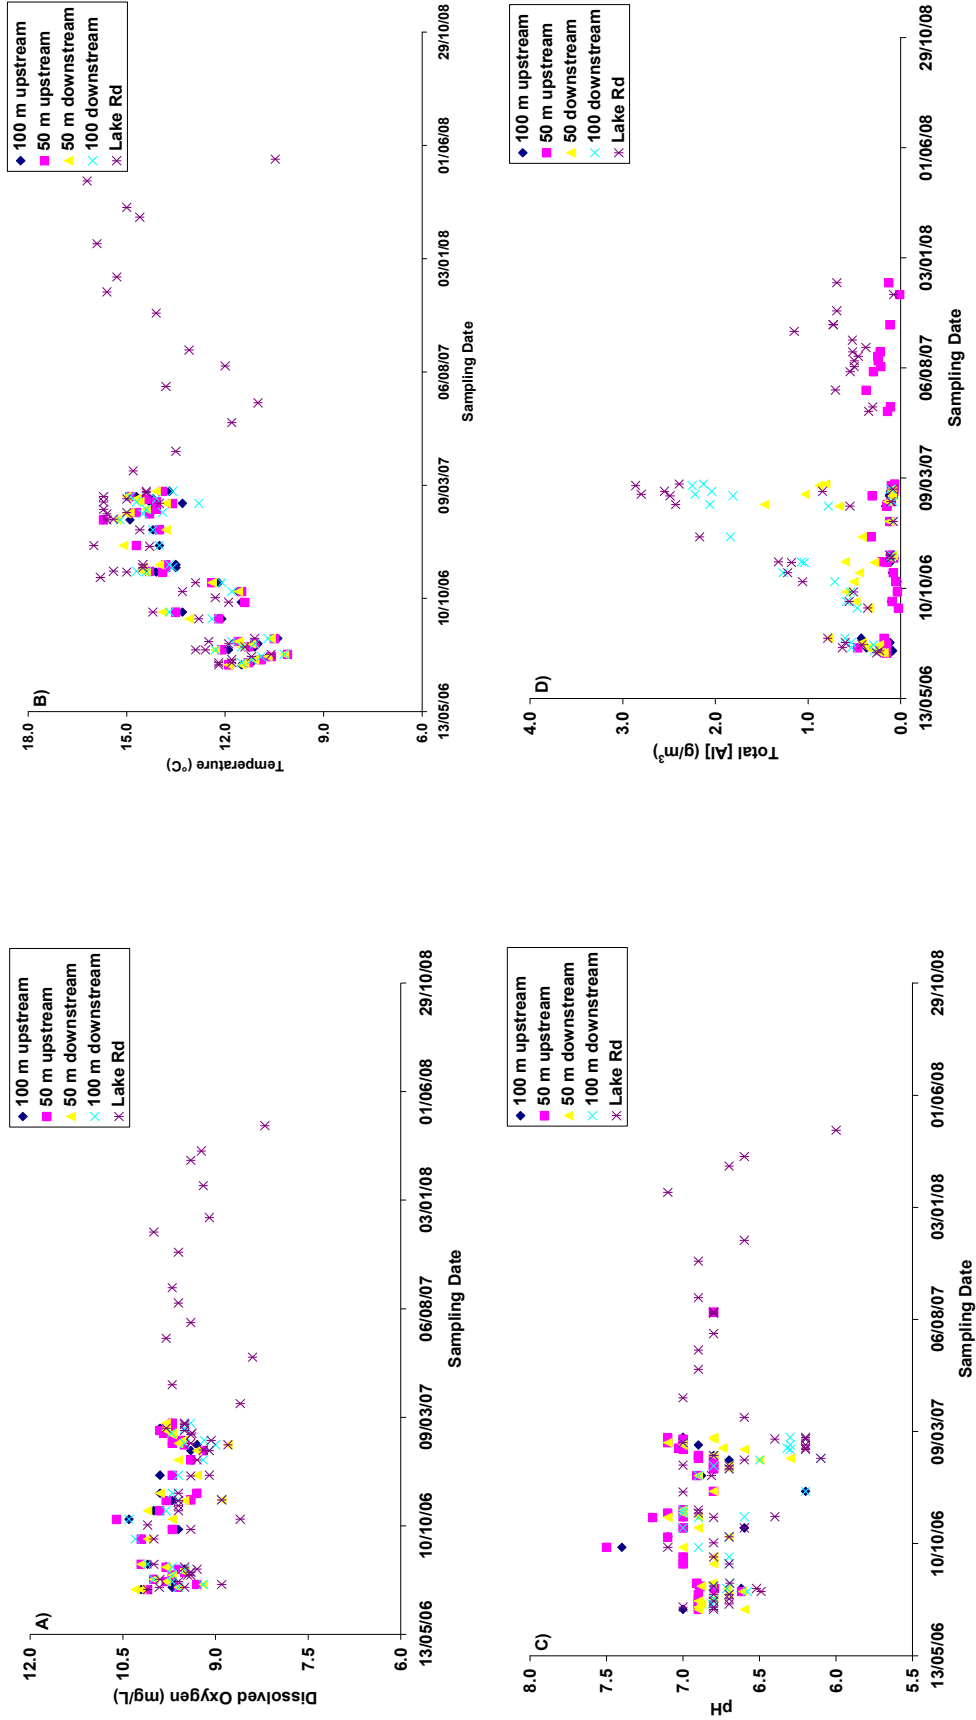 A)
12.0
10.5
9.0
7.5
6.0
Dissolved Oxygen (mg/L)
13/05/06
10/10/06
09/03/07
06/08/07
03/01/08
01/06/08
29/10/08
Sampling Date
100 m upstream
50 m upstream
50 m downstream
100 m downstream
Lake Rd
B)
18.0
15.0
12.0
9.0
6.0
Temperature (°C)
13/05/06
10/10/06
09/03/07
06/08/07
03/01/08
01/06/08
29/10/08
Sampling Date
100 m upstream
50 m upstream
50 m downstream
100 downstream
Lake Rd
C)
8.0
7.5
7.0
6.5
6.0
5.5
pH
13/05/06
10/10/06
09/03/07
06/08/07
03/01/08
01/06/08
29/10/08
Sampling Date
100 m upstream
50 m upstream
50 m downstream
100 m downstream
Lake Rd
D)
4.0
3.0
2.0
1.0
0.0
Total [Al] (g/m³)
13/05/06
10/10/06
09/03/07
06/08/07
03/01/08
01/06/08
29/10/08
Sampling Date
100 m upstream
50 m upstream
50 downstream
100 downstream
Lake Rd